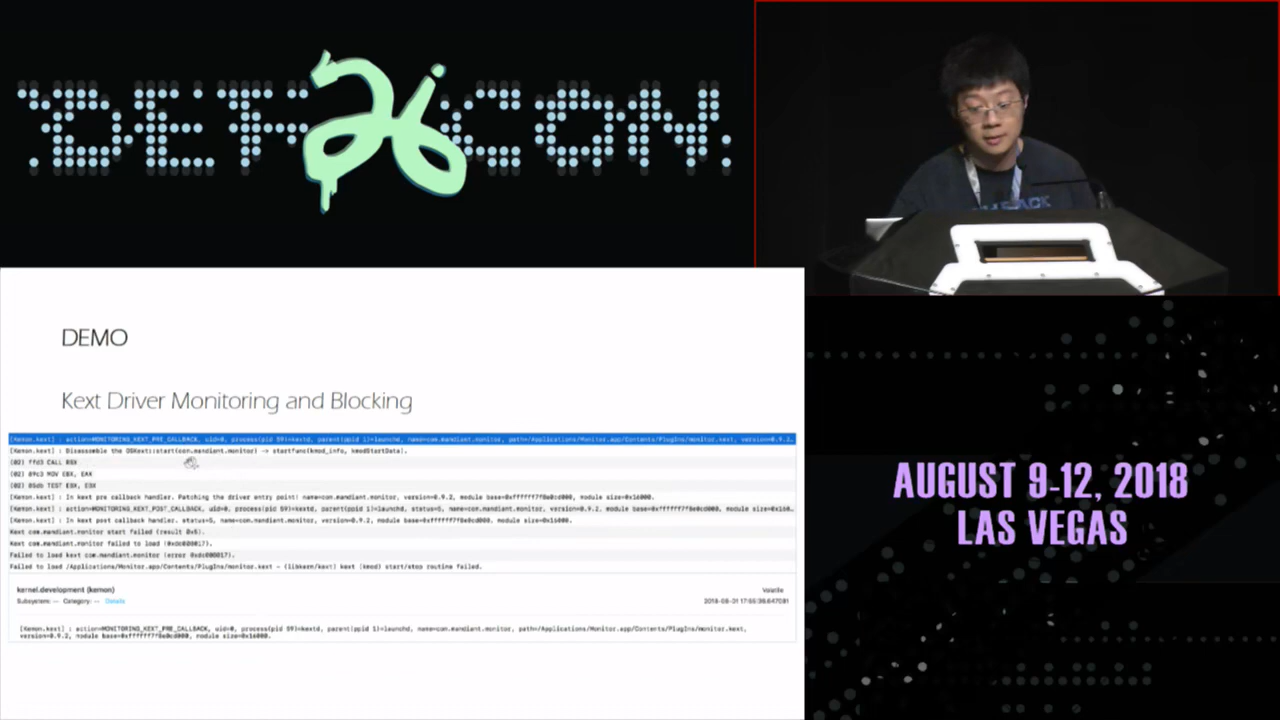 DEF 26 CON
DEMO
Kext Driver Monitoring and Blocking
[Kemon.kext] : action=MONITORING_KEXT_PRE_CALLBACK, uid=0, process(pid 59)=kextd, parent(ppid 1)=launchd, name=com.mandiant.monitor, path=/Applications/Monitor.app/Contents/PlugIns/monitor.kext, version=0.9.2,
[Kemon.kext] : Disassemble the OSKext::start(com.mandiant.monitor) -> startfunc(kmod_info, kmodStartData).
(02) ffd3 CALL RBX
(02) 89c3 MOV EBX, EAX
(02) 85db TEST EBX, EBX
[Kemon.kext] : In kext pre callback handler. Patching the driver entry point! name=com.mandiant.monitor, version=0.9.2, module base=0xffffff7f8e0cd000, module size=0x16000.
[Kemon.kext] : action=MONITORING_KEXT_POST_CALLBACK, uid=0, process(pid 59)=kextd, parent(ppid 1)=launchd, status=5, name=com.mandiant.monitor, version=0.9.2, module base=0xffffff7f8e0cd000, module size=0x160…
[Kemon.kext] : In kext post callback handler. status=5, name=com.mandiant.monitor, version=0.9.2, module base=0xffffff7f8e0cd000, module size=0x16000.
Kext com.mandiant.monitor start failed (result 0x5).
Kext com.mandiant.monitor failed to load (0xdc008017).
Failed to load kext com.mandiant.monitor (error 0xdc008017).
Failed to load /Applications/Monitor.app/Contents/PlugIns/monitor.kext - (libkern/kext) kext (kmod) start/stop routine failed.
kernel.development (kemon)
Volatile
Subsystem: -- Category: -- Details
2018-08-01 17:55:38.647081
[Kemon.kext] : action=MONITORING_KEXT_PRE_CALLBACK, uid=0, process(pid 59)=kextd, parent(ppid 1)=launchd, name=com.mandiant.monitor, path=/Applications/Monitor.app/Contents/PlugIns/monitor.kext,
version=0.9.2, module base=0xffffff7f8e0cd000, module size=0x16000.
AUGUST 9-12, 2018
LAS VEGAS